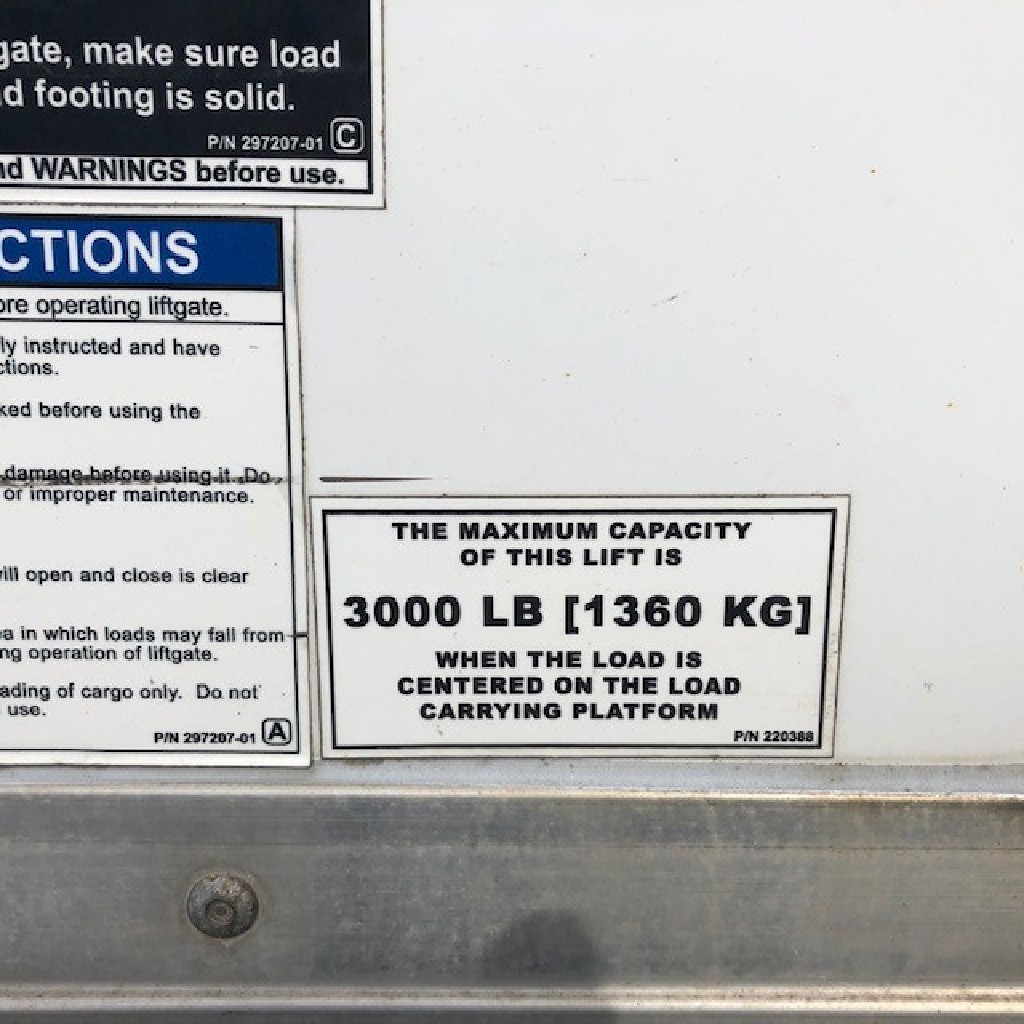 gate, make sure load
d footing is solid.
P/N 297207-01 C
nd WARNINGS before use.
CTIONS
ore operating liftgate.
ly instructed and have
ctions.
ked before using the
damage before using it. Do
or improper maintenance.
vill open and close is clear
ea in which loads may fall from
ng operation of liftgate.
ading of cargo only. Do not
use.
P/N 297207-01 A
THE MAXIMUM CAPACITY
OF THIS LIFT IS
3000 LB [1360 KG]
WHEN THE LOAD IS
CENTERED ON THE LOAD
CARRYING PLATFORM
P/N 220388